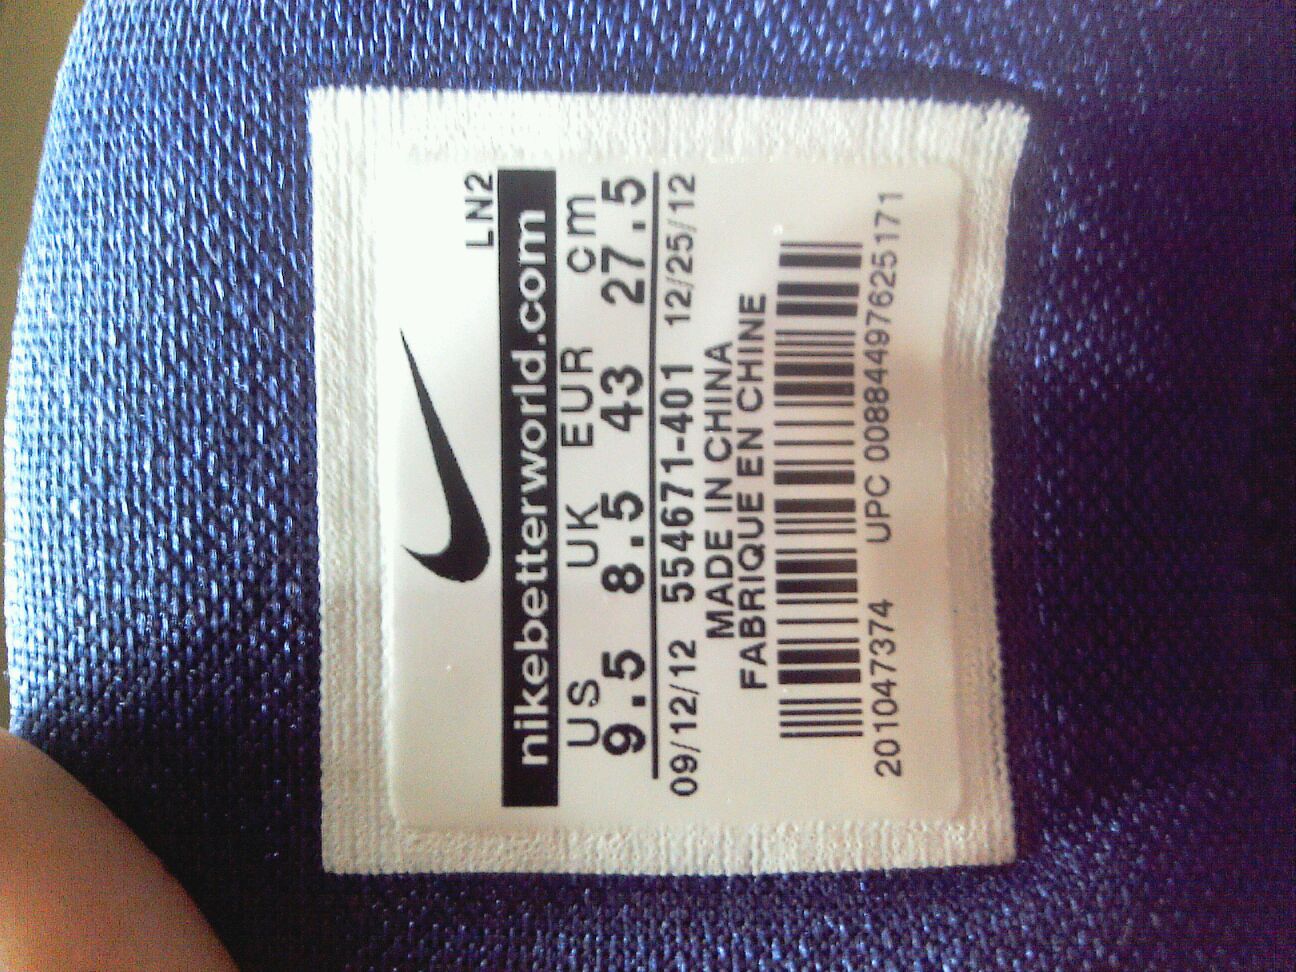 LN2
nikebetterworld.com
US UK EUR cm
9.5 8.5 43 27.5
09/12/12 554671-401 12/25/12
MADE IN CHINA
FABRIQUE EN CHINE
201047374 UPC 00884497625171